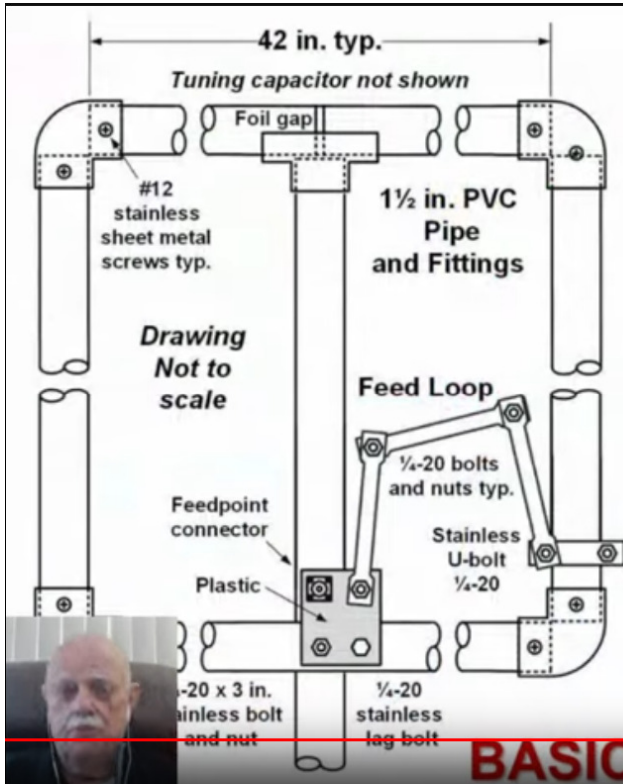 42 in. typ.
Tuning capacitor not shown
Foil gap
#12
stainless
sheet metal
screws typ.
1½ in. PVC
Pipe
and Fittings
Drawing
Not to
scale
Feed Loop
¼-20 bolts
and nuts typ.
Feedpoint
connector
Stainless
U-bolt
¼-20
Plastic
-20 x 3 in.
ainless bolt
and nut
¼-20
stainless
lag bolt
BASIC